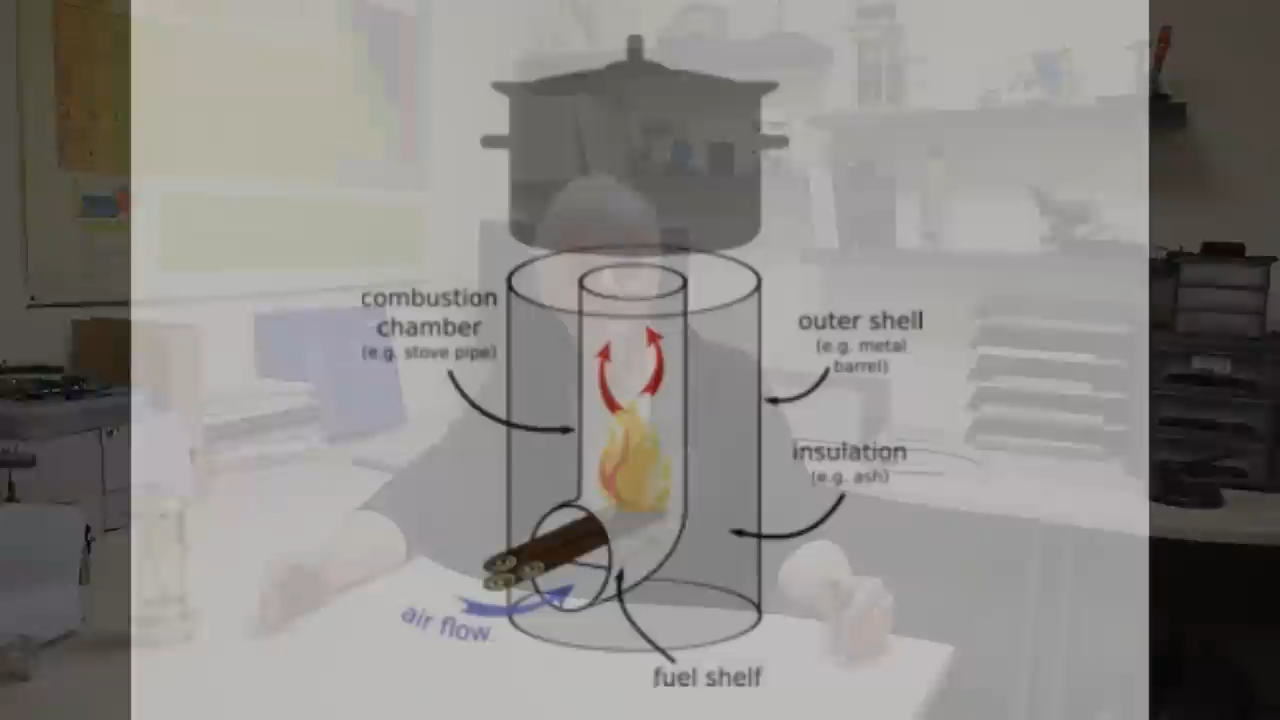 combustion
chamber
(e.g. stove pipe)
outer shell
(e.g. metal
barrel)
insulation
(e.g. ash)
air flow
fuel shelf